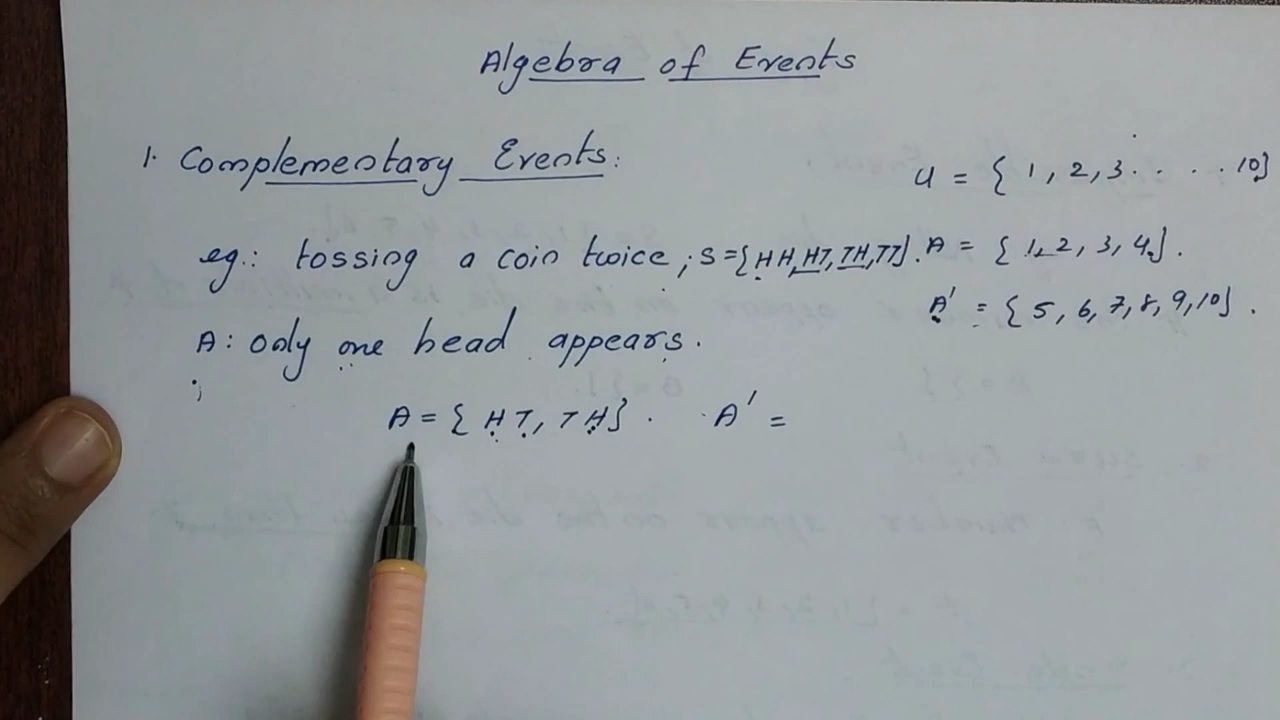 Algebra of Events
1. Complementary Events:
U = { 1, 2, 3 . . . . . 10}
eg.: tossing a coin twice ; S={HH,HT,TH,TT}.
A = { 1, 2, 3, 4}.
A' = { 5, 6, 7, 8, 9, 10} .
A : only one head appears.
A = { HT, TH} . A' =